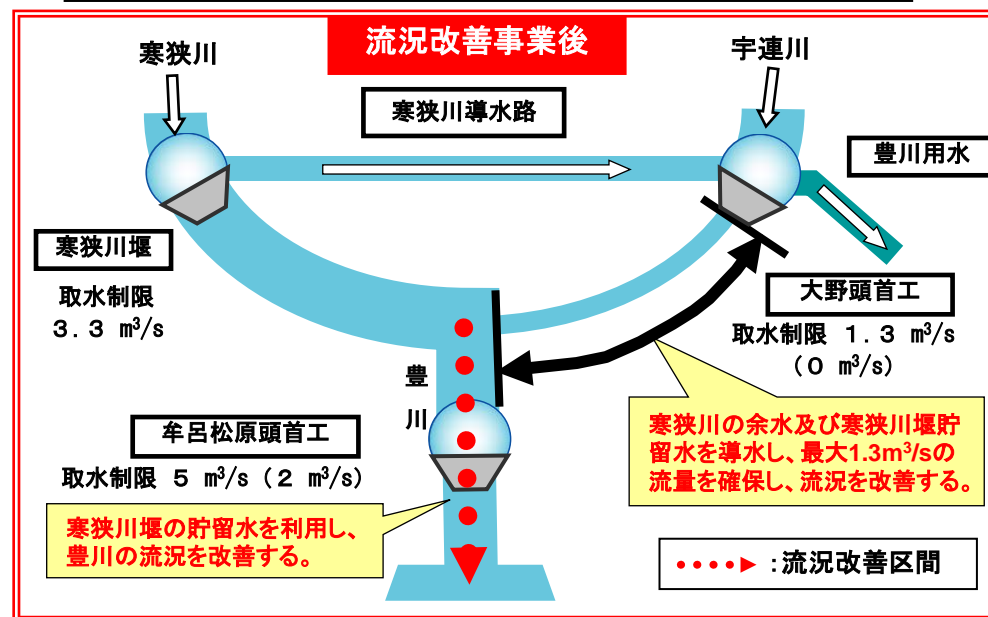 流況改善事業後
寒狭川
宇連川
寒狭川導水路
豊川用水
寒狭川堰
取水制限
3.3 m³/s
大野頭首工
取水制限 1.3 m³/s
(0 m³/s)
豊川
牟呂松原頭首工
取水制限 5 m³/s (2 m³/s)
寒狭川の余水及び寒狭川堰貯
留水を導水し、最大1.3m³/sの
流量を確保し、流況を改善する。
寒狭川堰の貯留水を利用し、
豊川の流況を改善する。
:流況改善区間